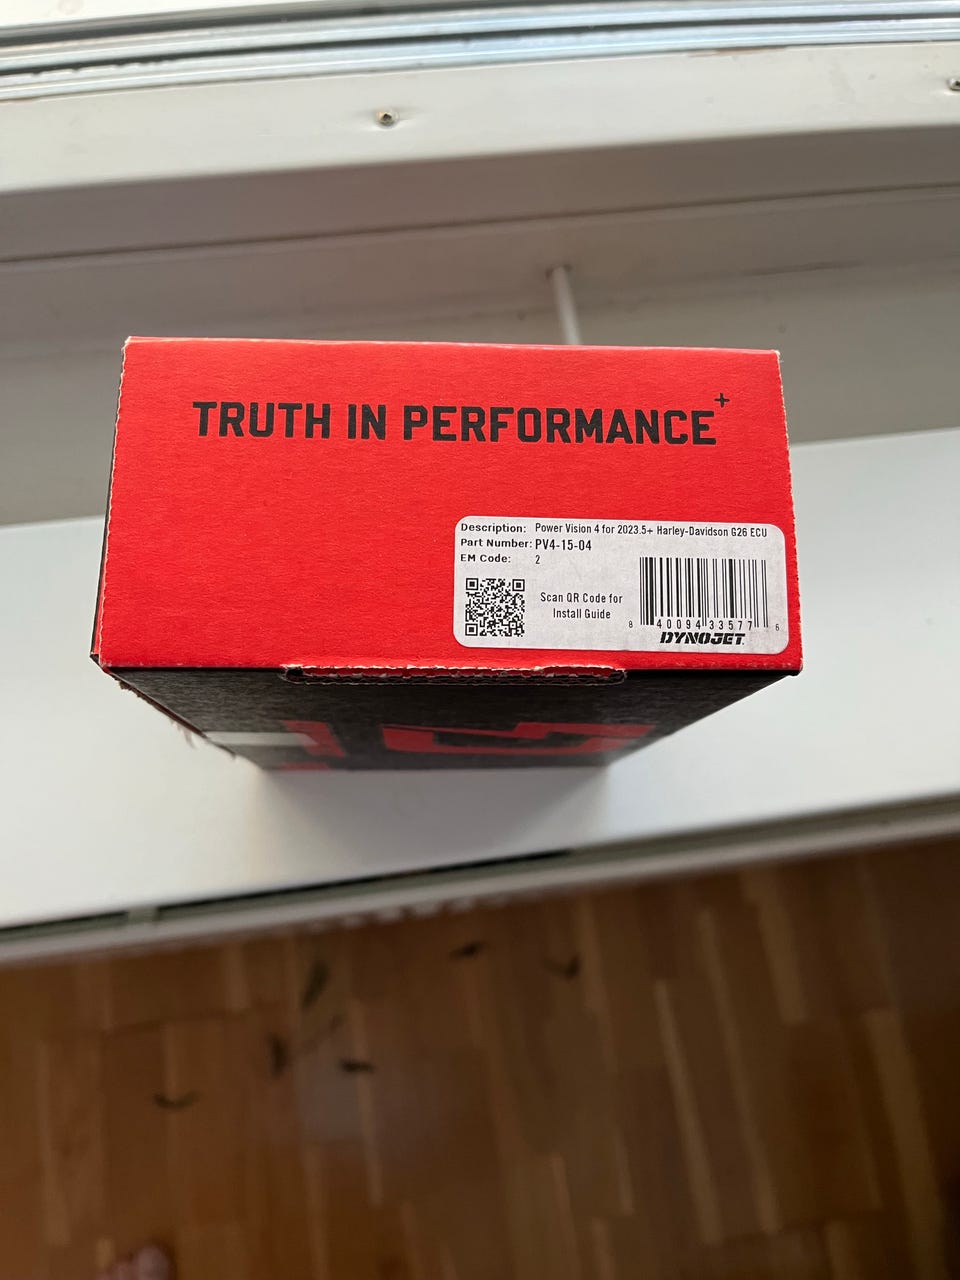 TRUTH IN PERFORMANCE+
Description: Power Vision 4 for 2023.5+ Harley-Davidson G26 ECU
Part Number: PV4-15-04
EM Code: 2
Scan QR Code for
Install Guide
8 40094 33577 6
DYNOJET